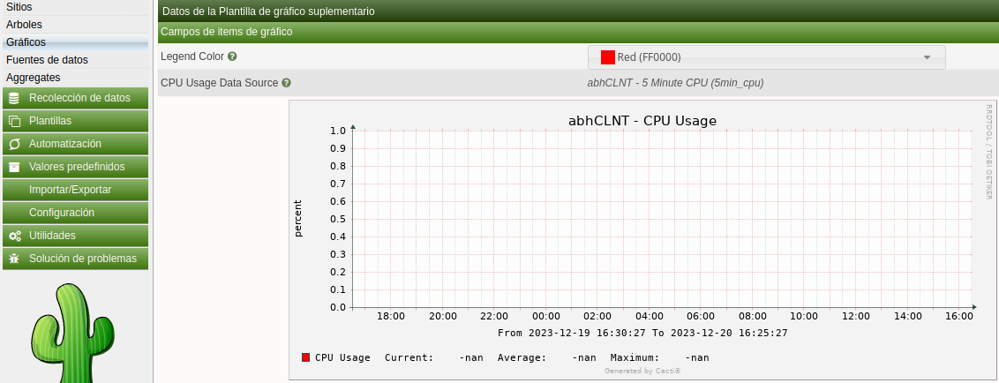 Sitios
Arboles
Gráficos
Fuentes de datos
Aggregates
Recolección de datos
Plantillas
Automatización
Valores predefinidos
Importar/Exportar
Configuración
Utilidades
Solución de problemas
Datos de la Plantilla de gráfico suplementario
Campos de items de gráfico
Legend Color
Red (FF0000)
CPU Usage Data Source
abhCLNT - 5 Minute CPU (5min_cpu)
abhCLNT - CPU Usage
RRDTOOL / TOBI OETIKER
percent
1.0
0.9
0.8
0.7
0.6
0.5
0.4
0.3
0.2
0.1
0.0
18:00 20:00 22:00 00:00 02:00 04:00 06:00 08:00 10:00 12:00 14:00 16:00
From 2023-12-19 16:30:27 To 2023-12-20 16:25:27
CPU Usage Current: -nan Average: -nan Maximum: -nan
Generated by Cacti®